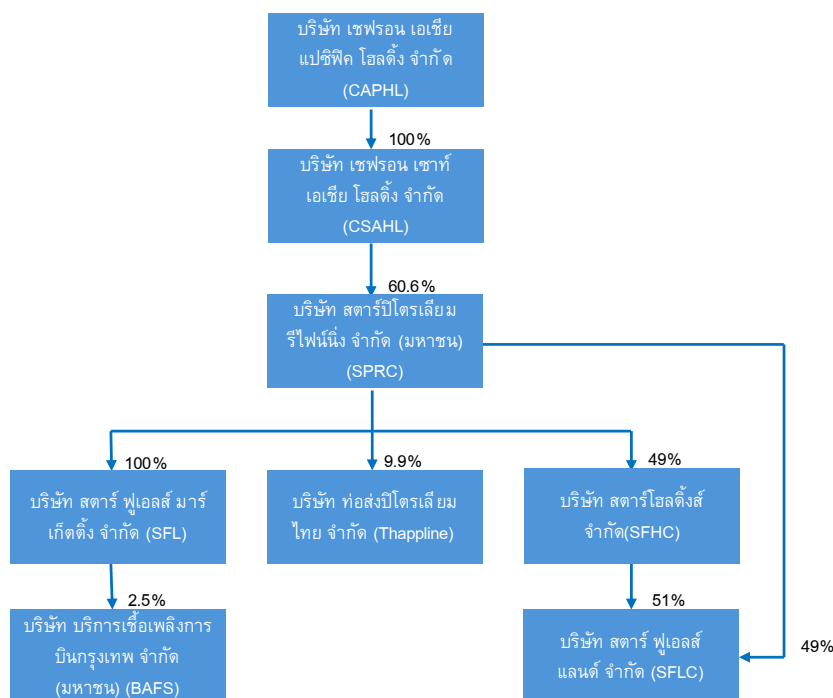 บริษัท เชฟรอน เอเชีย
แปซิฟิค โฮลดิ้ง จำกัด
(CAPHL)
100%
บริษัท เชฟรอน เซาท์
เอเชีย โฮลดิ้ง จำกัด
(CSAHL)
60.6%
บริษัท สตาร์ปิโตรเลียม
รีไฟน์นิ่ง จำกัด (มหาชน)
(SPRC)
100%
บริษัท สตาร์ ฟูเอลส์ มาร์
เก็ตติ้ง จำกัด (SFL)
9.9%
บริษัท ท่อส่งปิโตรเลียม
ไทย จำกัด (Thappline)
49%
บริษัท สตาร์โฮลดิ้งส์
จำกัด(SFHC)
2.5%
บริษัท บริการเชื้อเพลิงการ
บินกรุงเทพ จำกัด
(มหาชน) (BAFS)
51%
บริษัท สตาร์ ฟูเอลส์
แลนด์ จำกัด (SFLC)
49%